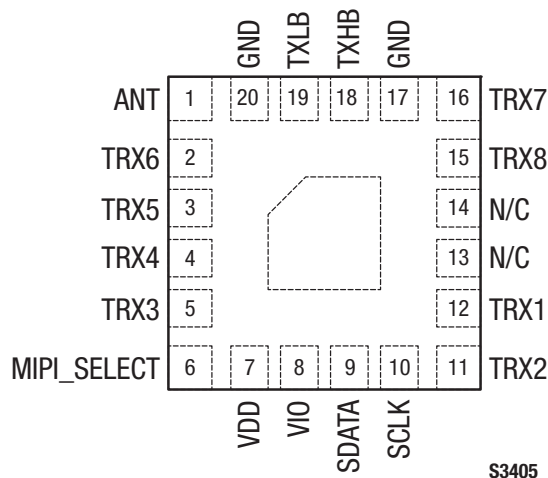 GND TXLB TXHB GND
ANT 1 20 19 18 17 16 TRX7
TRX6 2 15 TRX8
TRX5 3 14 N/C
TRX4 4 13 N/C
TRX3 5 12 TRX1
MIPI_SELECT 6 7 8 9 10 11 TRX2
VDD VIO SDATA SCLK
S3405